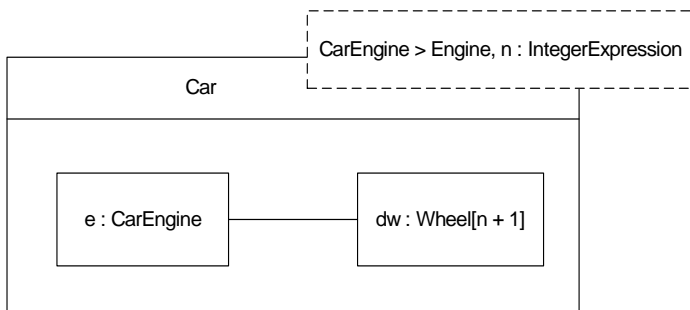 CarEngine > Engine, n : IntegerExpression
Car
e : CarEngine
dw : Wheel[n + 1]